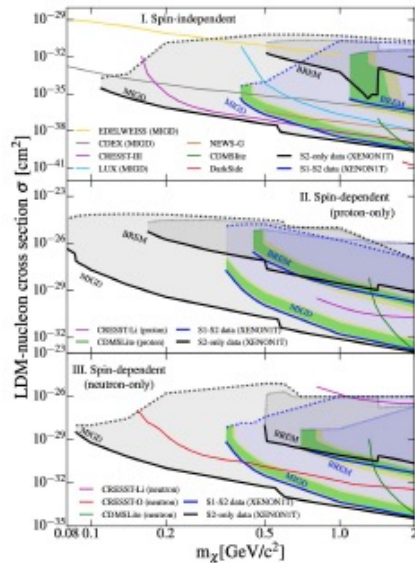 LDM-nucleon cross section σ [cm²]
10⁻²⁹
10⁻³²
10⁻³⁵
10⁻³⁸
10⁻⁴¹
I. Spin-independent
BREM
BREM
MIGD
MIGD
EDELWEISS (MIGD)
CDEX (MIGD)
CRESST-III
LUX (MIGD)
NEWS-G
CDMSlite
DarkSide
S2-only data (XENON1T)
S1-S2 data (XENON1T)
10⁻²³
10⁻²⁶
10⁻²⁹
10⁻³²
II. Spin-dependent
(proton-only)
BREM
BREM
MIGD
MIGD
CRESST-Li (proton)
CDMSLite (proton)
S1-S2 data (XENON1T)
S2-only data (XENON1T)
10⁻²³
10⁻²⁶
10⁻²⁹
10⁻³²
10⁻³⁵
III. Spin-dependent
(neutron-only)
MIGD
BREM
BREM
MIGD
CRESST-Li (neutron)
CRESST-O (neutron)
CDMSLite (neutron)
S1-S2 data (XENON1T)
S2-only data (XENON1T)
0.08 0.1 0.2 0.5 1.0 2
mχ[GeV/c²]